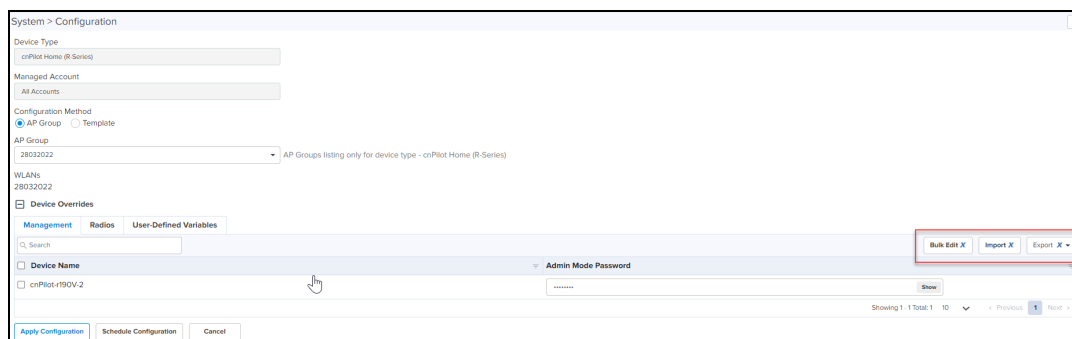 System > Configuration
Device Type
cnPilot Home (R-Series)
Managed Account
All Accounts
Configuration Method
AP Group Template
AP Group
28032022 AP Groups listing only for device type - cnPilot Home (R-Series)
WLANs
28032022
Device Overrides
Management Radios User-Defined Variables
Search Bulk Edit X Import X Export X
Device Name Admin Mode Password
cnPilot-r190V-2 ........ Show
Showing 1 - 1 Total: 1 10 < Previous 1 Next >
Apply Configuration Schedule Configuration Cancel